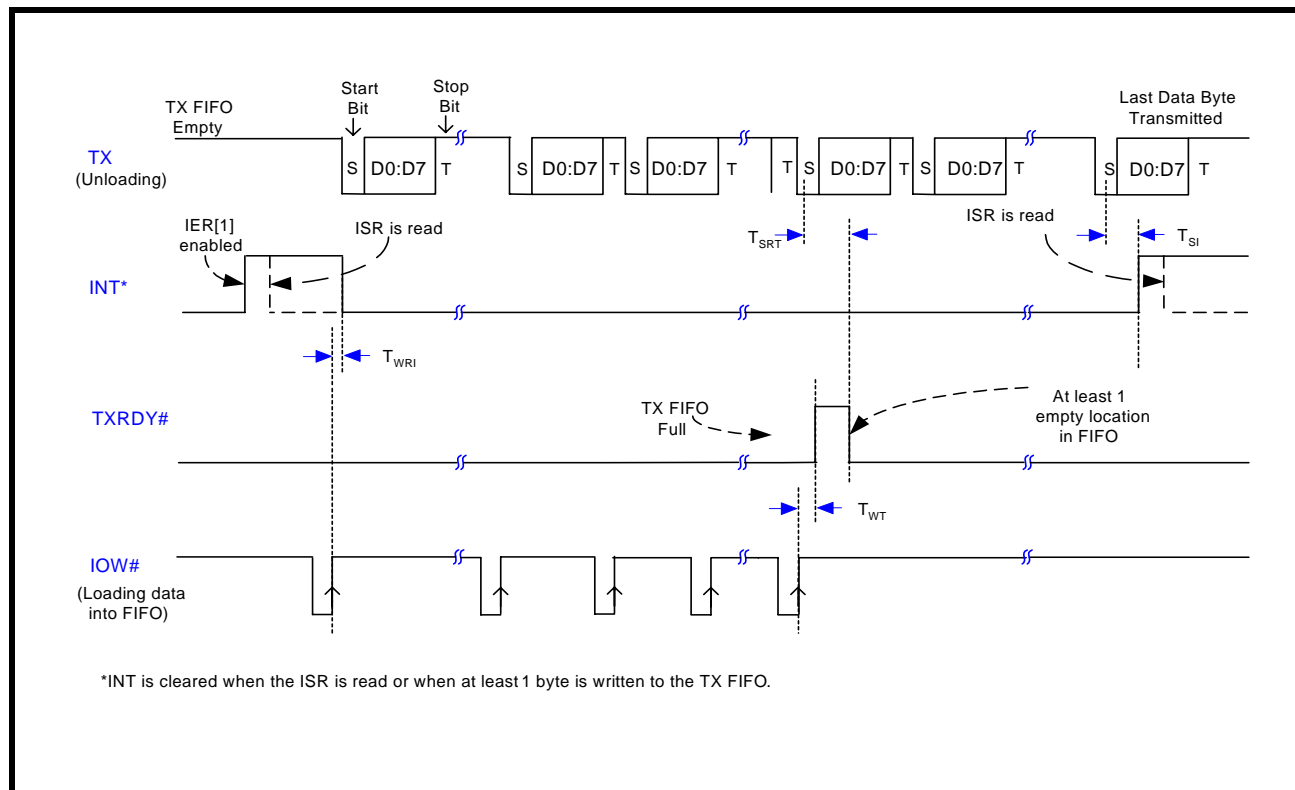 Start
Bit
Stop
Bit
TX FIFO
Empty
Last Data Byte
Transmitted
TX
(Unloading)
S D0:D7 T S D0:D7 T S D0:D7 T T S D0:D7 T S D0:D7 T S D0:D7 T
IER[1]
enabled
ISR is read
T_SRT
ISR is read
T_SI
INT*
T_WRI
TXRDY#
TX FIFO
Full
At least 1
empty location
in FIFO
T_WT
IOW#
(Loading data
into FIFO)
*INT is cleared when the ISR is read or when at least 1 byte is written to the TX FIFO.